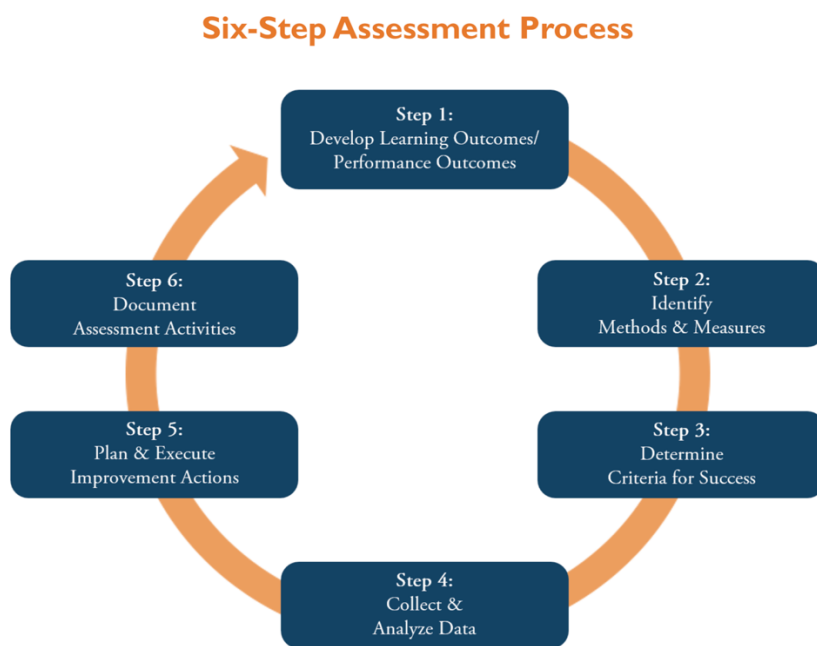 Six-Step Assessment Process
Step 1:
Develop Learning Outcomes/
Performance Outcomes
Step 2:
Identify
Methods & Measures
Step 3:
Determine
Criteria for Success
Step 4:
Collect &
Analyze Data
Step 5:
Plan & Execute
Improvement Actions
Step 6:
Document
Assessment Activities